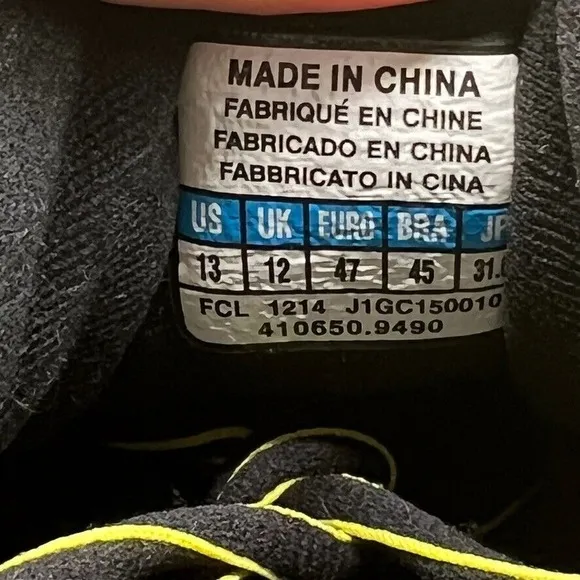 MADE IN CHINA
FABRIQUÉ EN CHINE
FABRICADO EN CHINA
FABBRICATO IN CINA
US UK EURO BRA JP
13 12 47 45
FCL 1214 J1GC150010
410650.9490